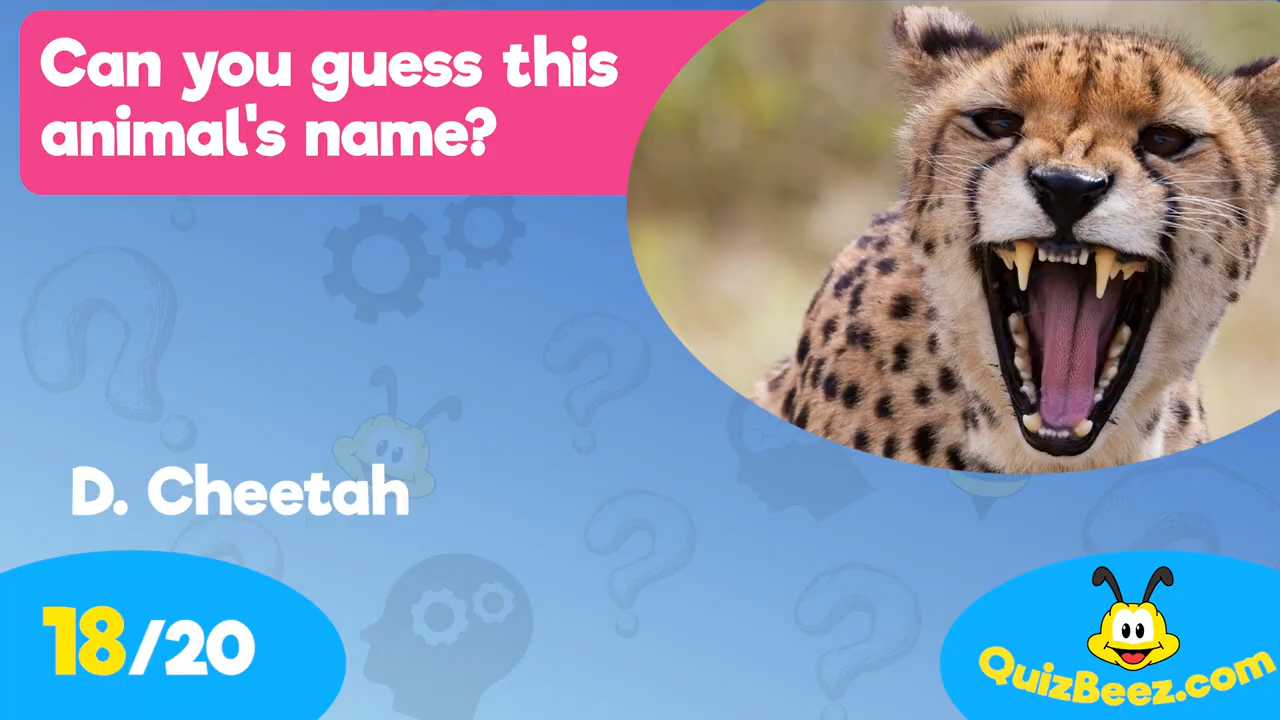 Can you guess this
animal's name?
D. Cheetah
18/20
QuizBeez.com